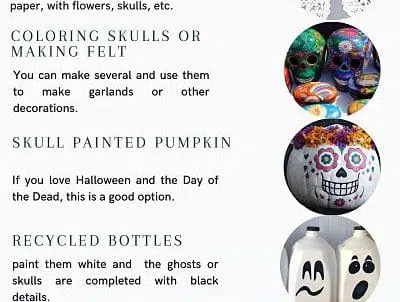 paper, with flowers, skulls, etc.
COLORING SKULLS OR
MAKING FELT
You can make several and use them
to make garlands or other
decorations.
SKULL PAINTED PUMPKIN
If you love Halloween and the Day of
the Dead, this is a good option.
RECYCLED BOTTLES
paint them white and the ghosts or
skulls are completed with black
details.